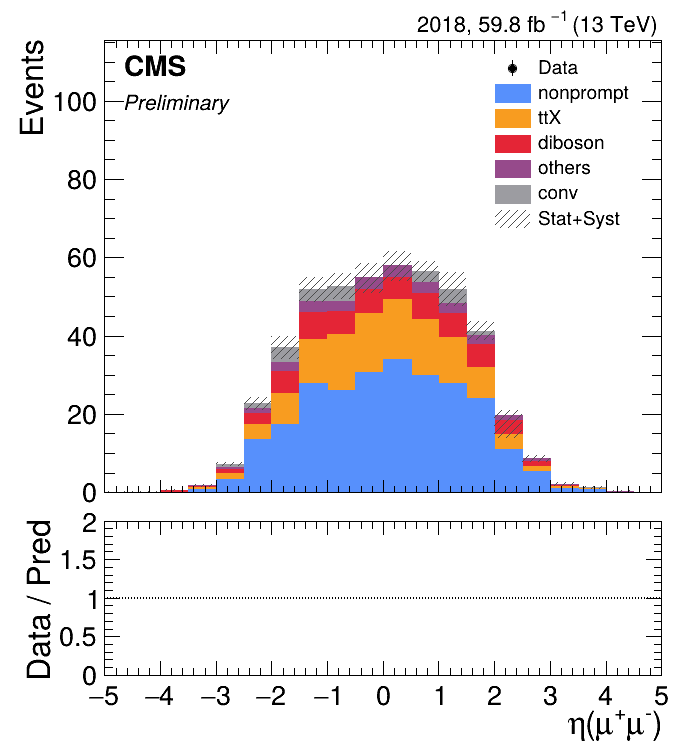 2018, 59.8 fb⁻¹ (13 TeV)
CMS
Preliminary
Events
100
80
60
40
20
0
Data
nonprompt
ttX
diboson
others
conv
Stat+Syst
Data / Pred
2
1.5
1
0.5
0
−5 −4 −3 −2 −1 0 1 2 3 4 5
η(μ⁺μ⁻)